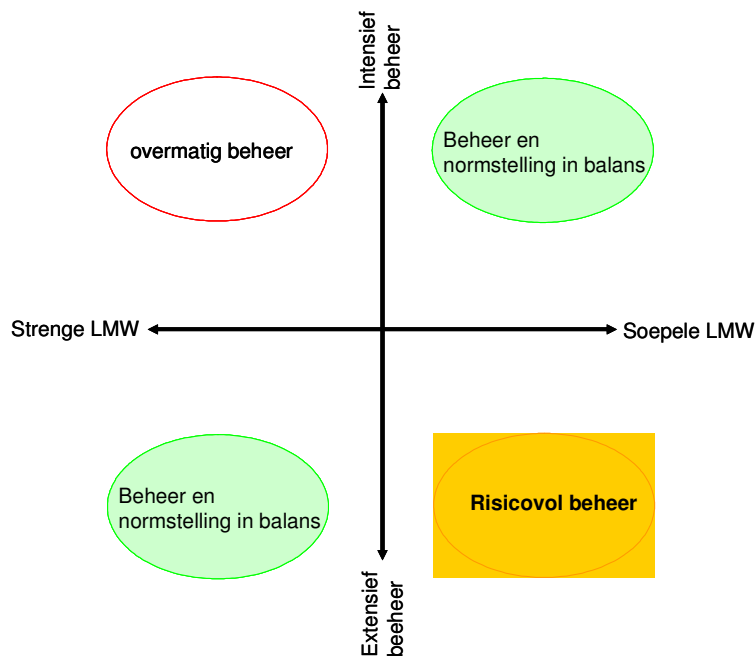 Intensief
beheer
overmatig beheer
Beheer en
normstelling in balans
Strenge LMW
Soepele LMW
Beheer en
normstelling in balans
Risicovol beheer
Extensief
beeheer